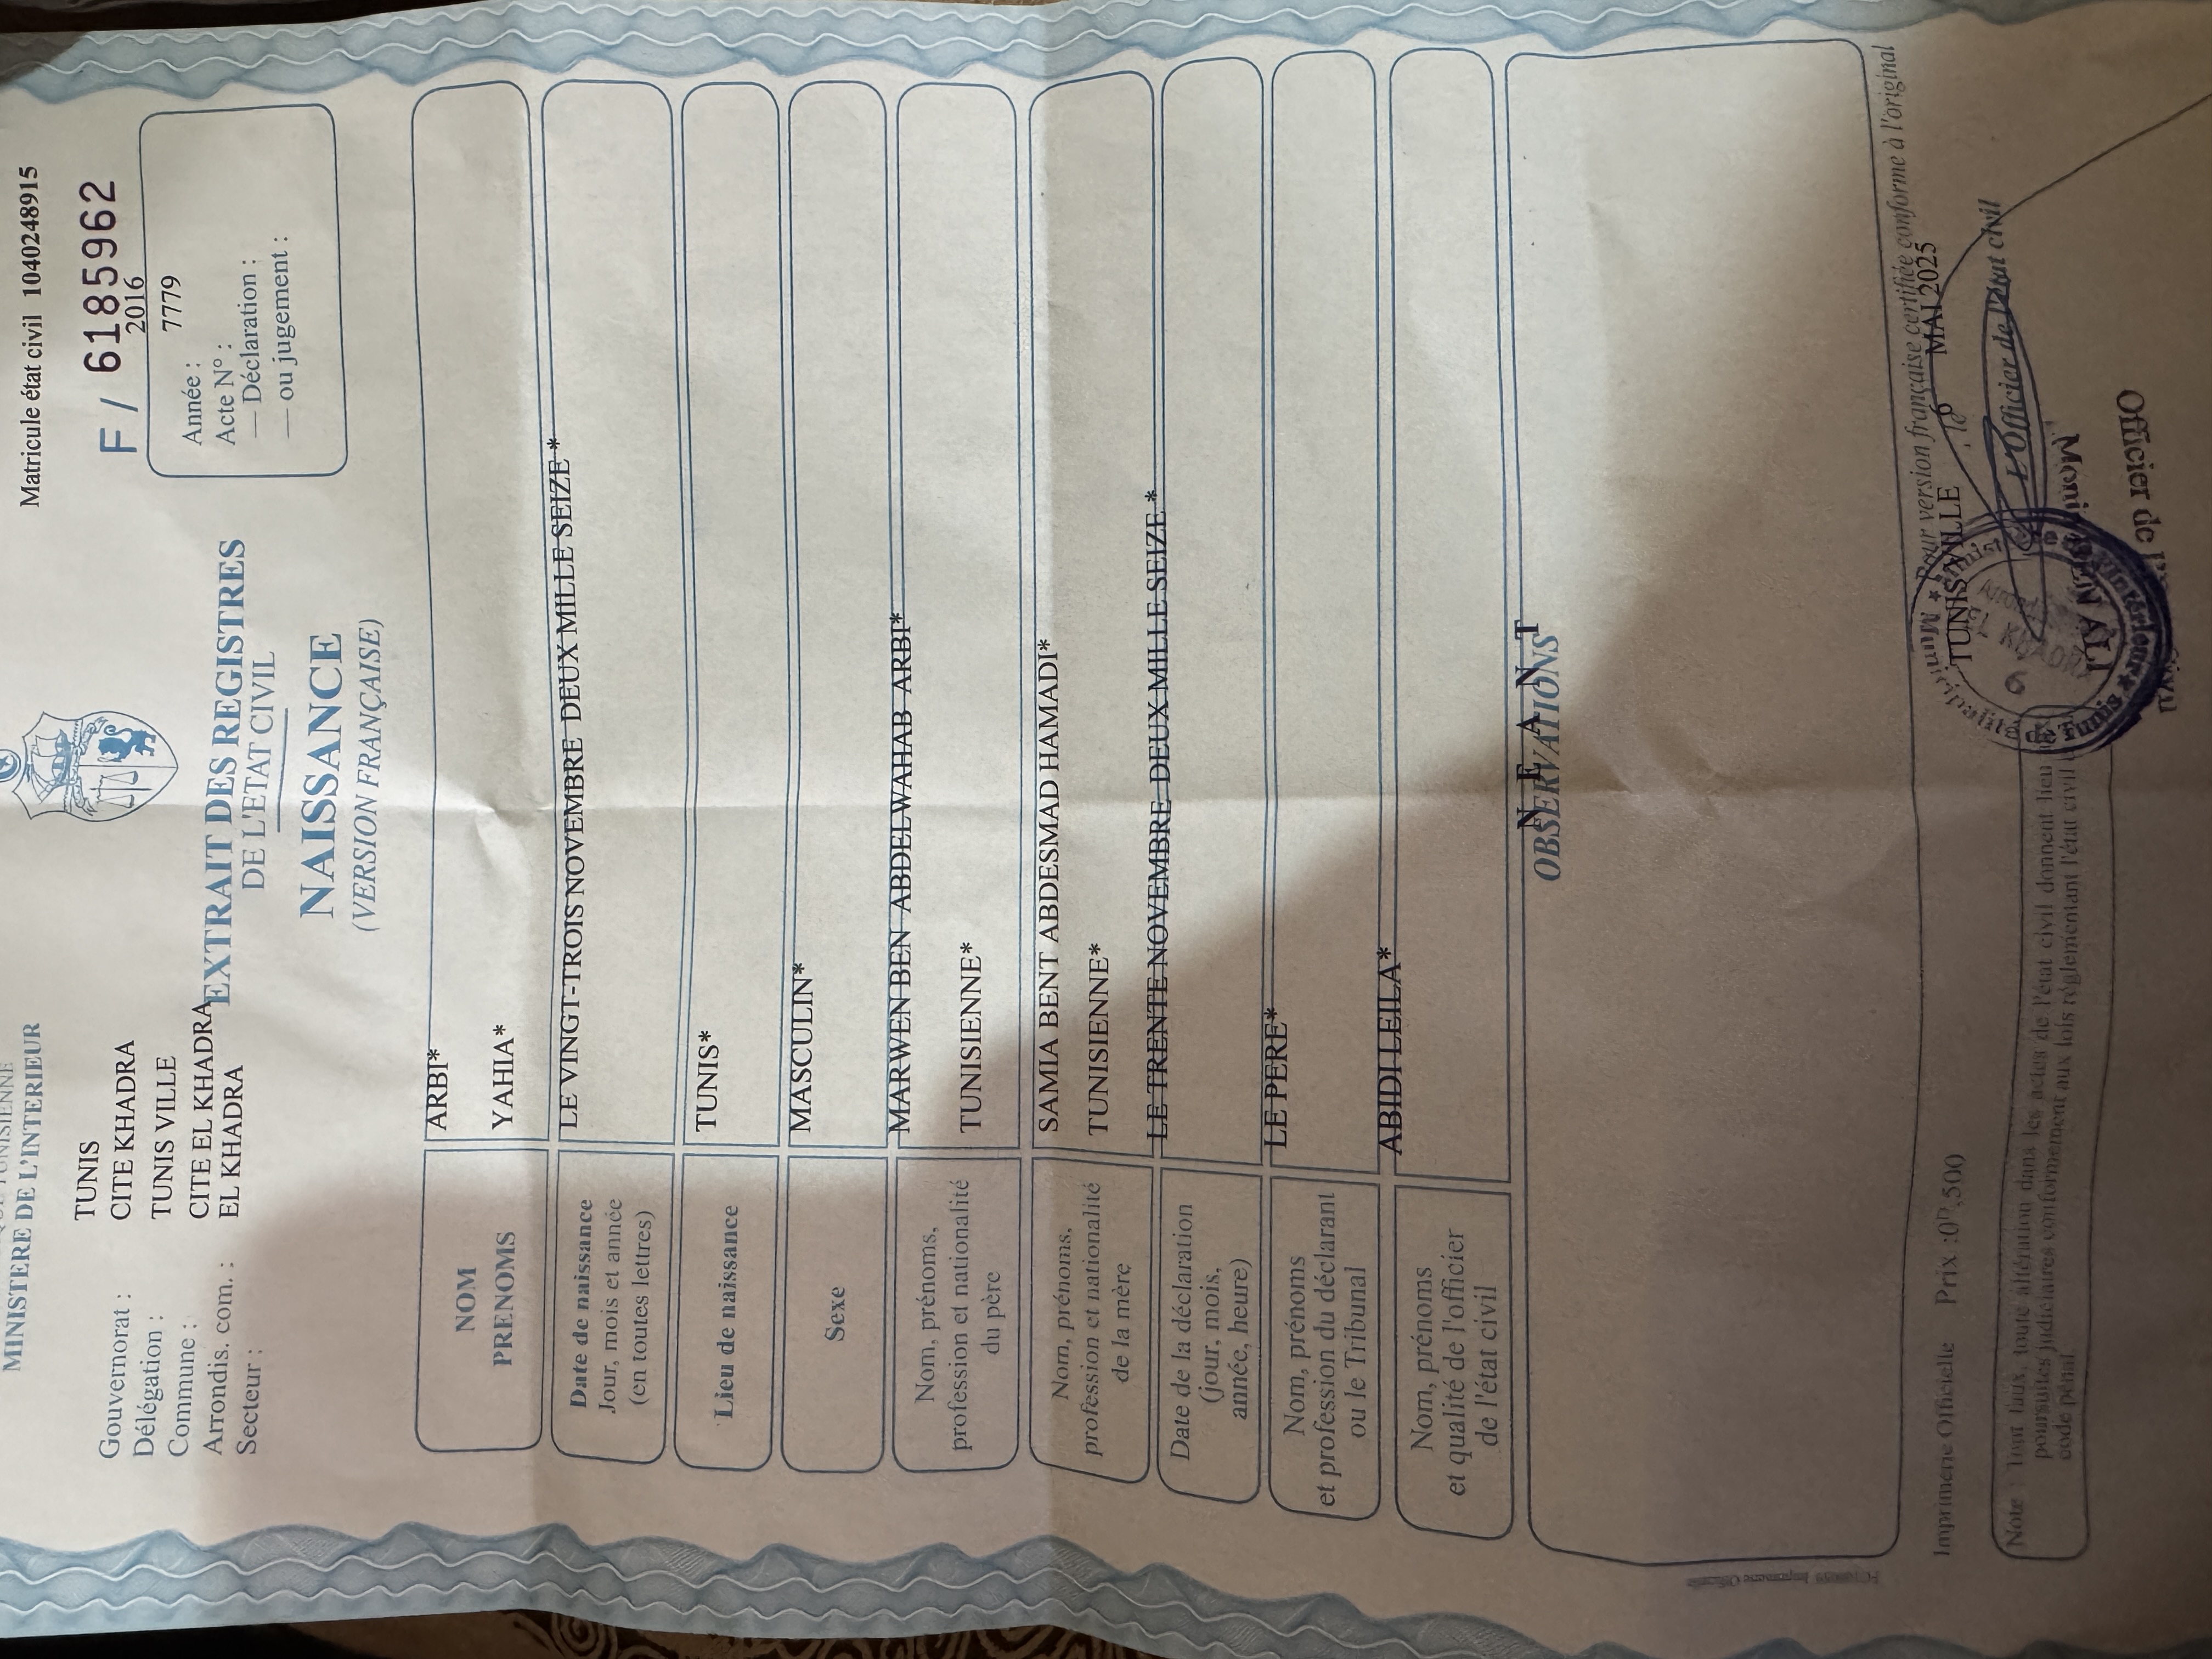 MINISTERE DE L'INTERIEUR
Matricule état civil 1040248915
F / 6185962
Gouvernorat : TUNIS
Délégation : CITE KHADRA
Commune : TUNIS VILLE
Arrondis. com. : CITE EL KHADRA
Secteur : EL KHADRA
EXTRAIT DES REGISTRES
DE L'ETAT CIVIL
NAISSANCE
(VERSION FRANÇAISE)
Année : 2016
Acte N° : 7779
— Déclaration :
— ou jugement :
NOM ARBI*
PRENOMS YAHIA*
Date de naissance
Jour, mois et année
(en toutes lettres)
LE VINGT-TROIS NOVEMBRE DEUX MILLE SEIZE *
Lieu de naissance TUNIS*
Sexe MASCULIN*
Nom, prénoms,
profession et nationalité
du père
MARWEN BEN ABDELWAHAB ARBI*
TUNISIENNE*
Nom, prénoms,
profession et nationalité
de la mère
SAMIA BENT ABDESMAD HAMADI*
TUNISIENNE*
Date de la déclaration
(jour, mois,
année, heure)
LE TRENTE NOVEMBRE DEUX MILLE SEIZE *
Nom, prénoms
et profession du déclarant
ou le Tribunal
LE PERE*
Nom, prénoms
et qualité de l'officier
de l'état civil
ABIDI LEILA*
N E A N T
OBSERVATIONS
Pour version française certifiée conforme à l'original
TUNIS VILLE, le 6 MAI 2025
L'Officier de l'état civil
Imprimerie Officielle Prix :0ᴰ,500
Note : Tout faux, toute altération dans les actes de l'état civil donnent lieu
poursuites judiciaires conformément aux lois réglementant l'état civil
code pénal
EL KHADRA
Officier de